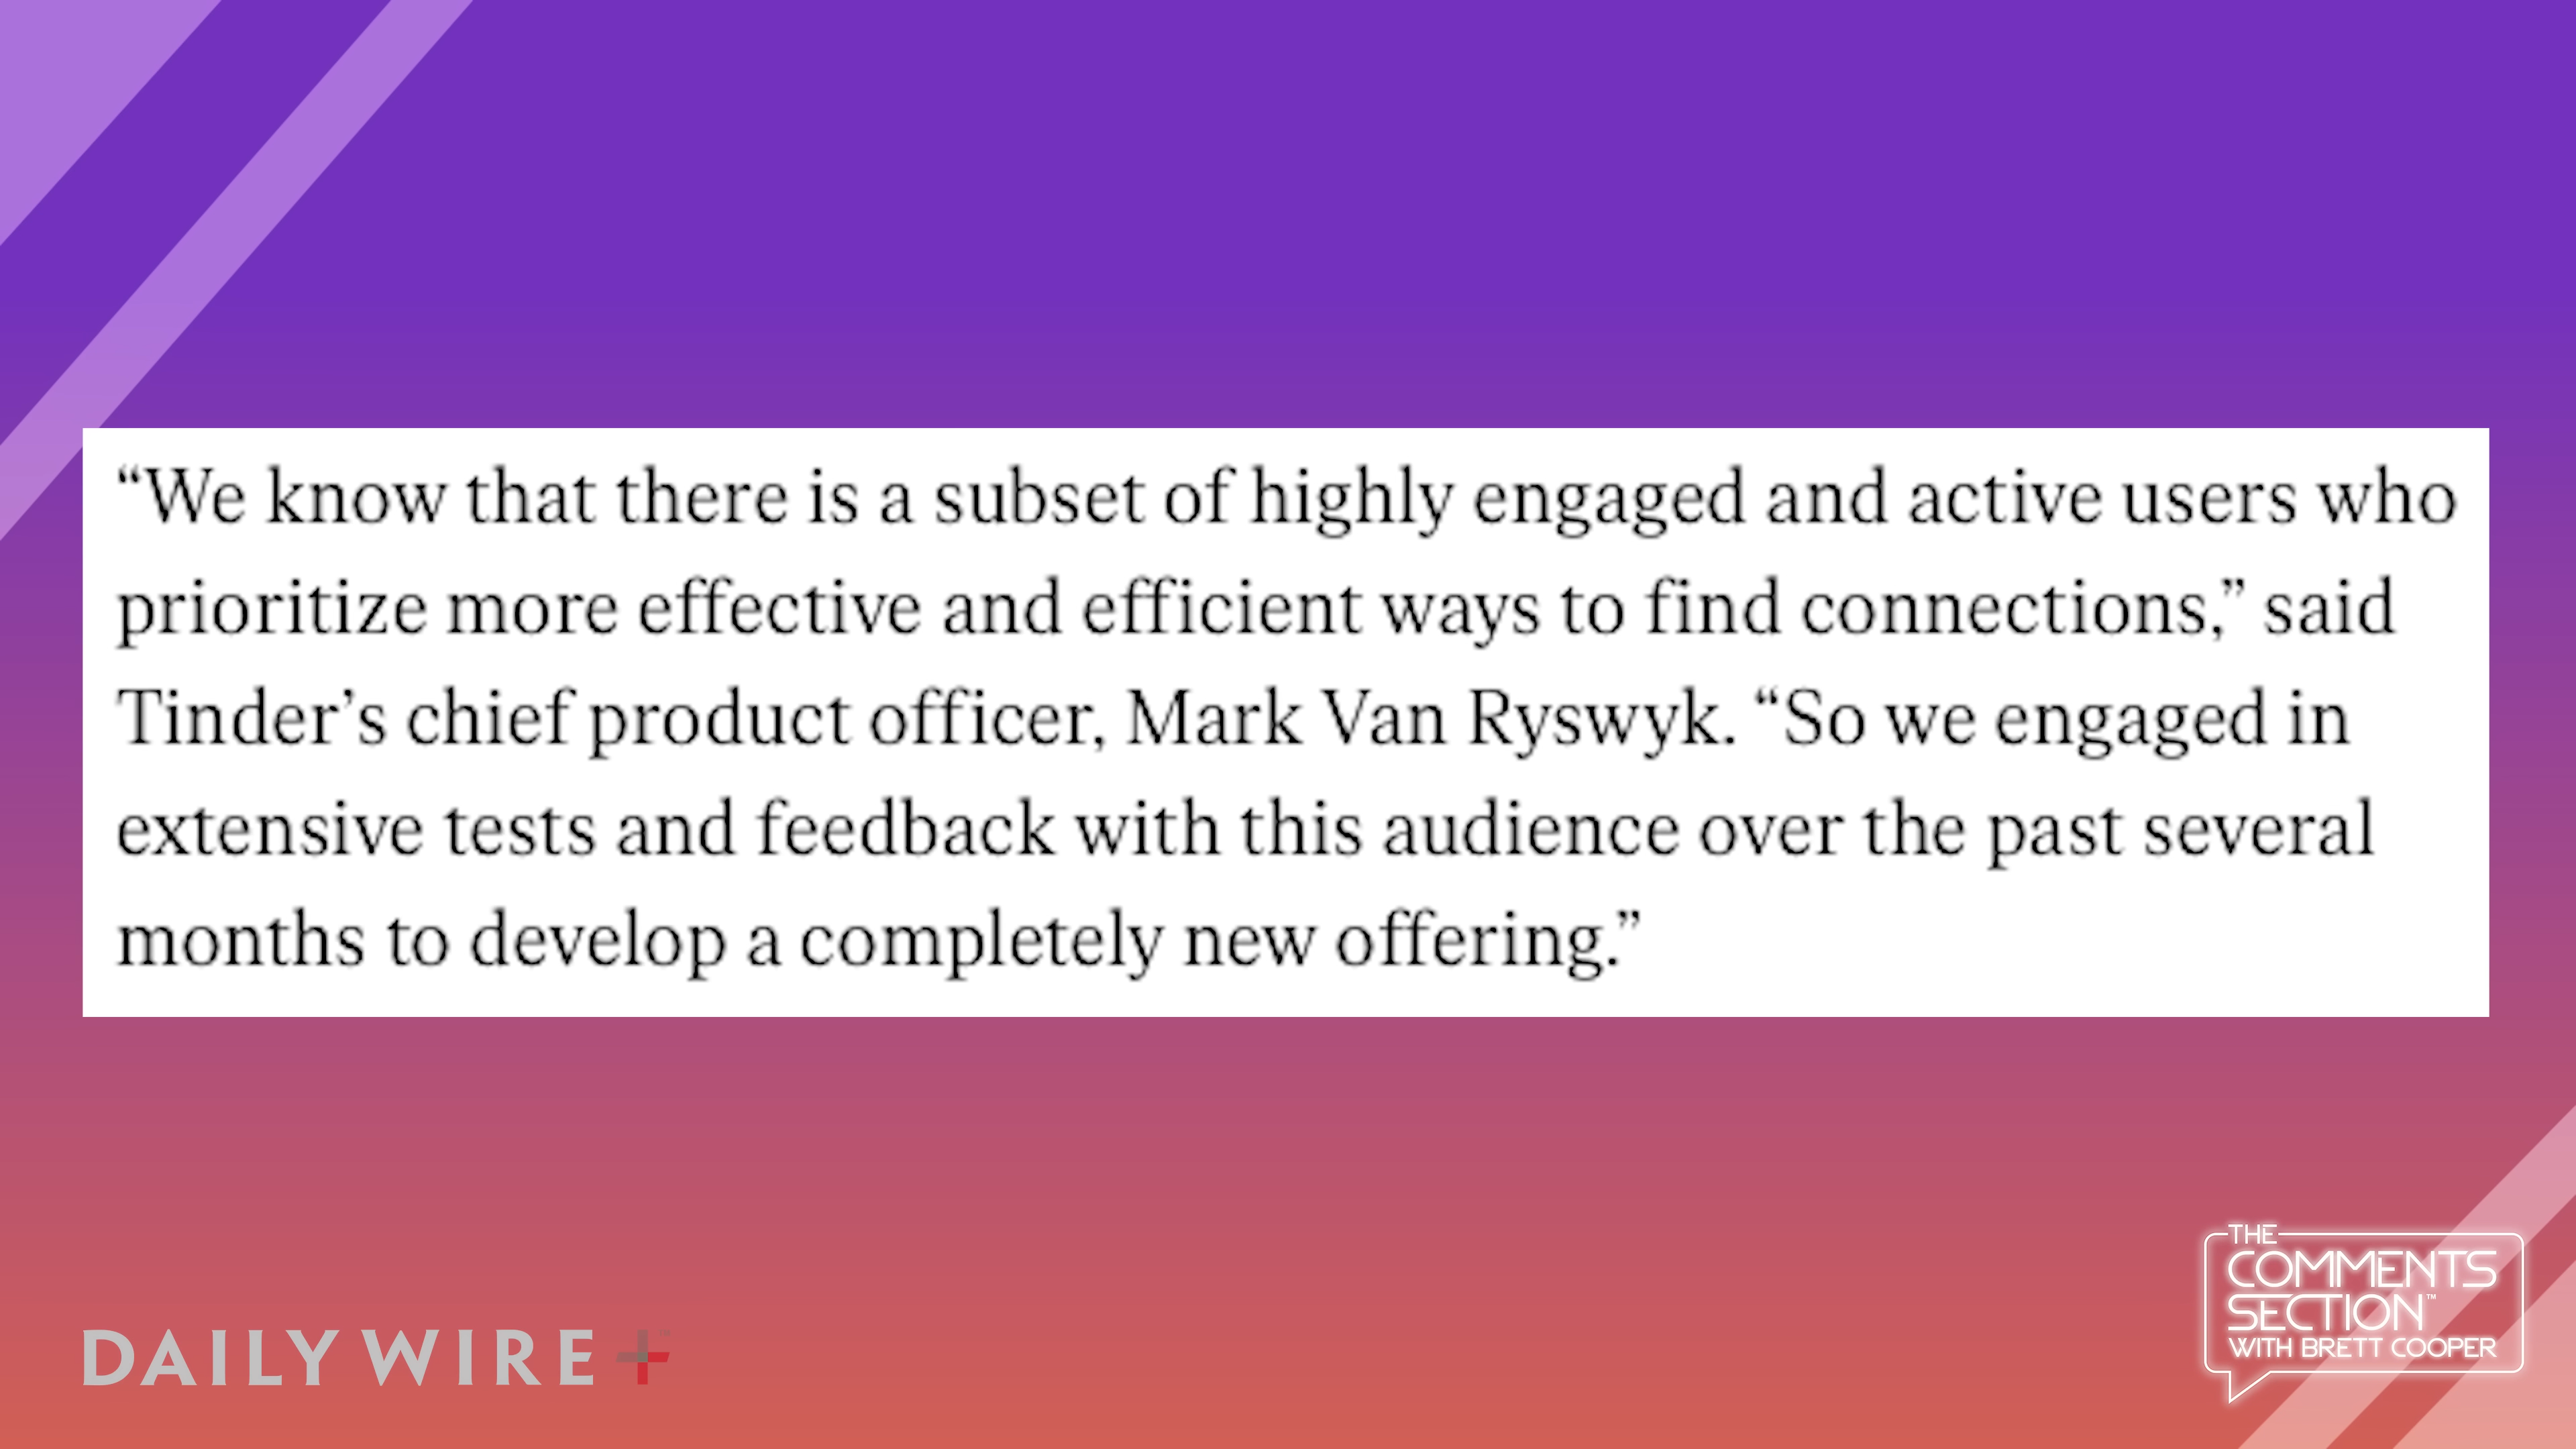 “We know that there is a subset of highly engaged and active users who
prioritize more effective and efficient ways to find connections,” said
Tinder’s chief product officer, Mark Van Ryswyk. “So we engaged in
extensive tests and feedback with this audience over the past several
months to develop a completely new offering.”
THE
COMMENTS
SECTION™
WITH BRETT COOPER
DAILY WIRE +